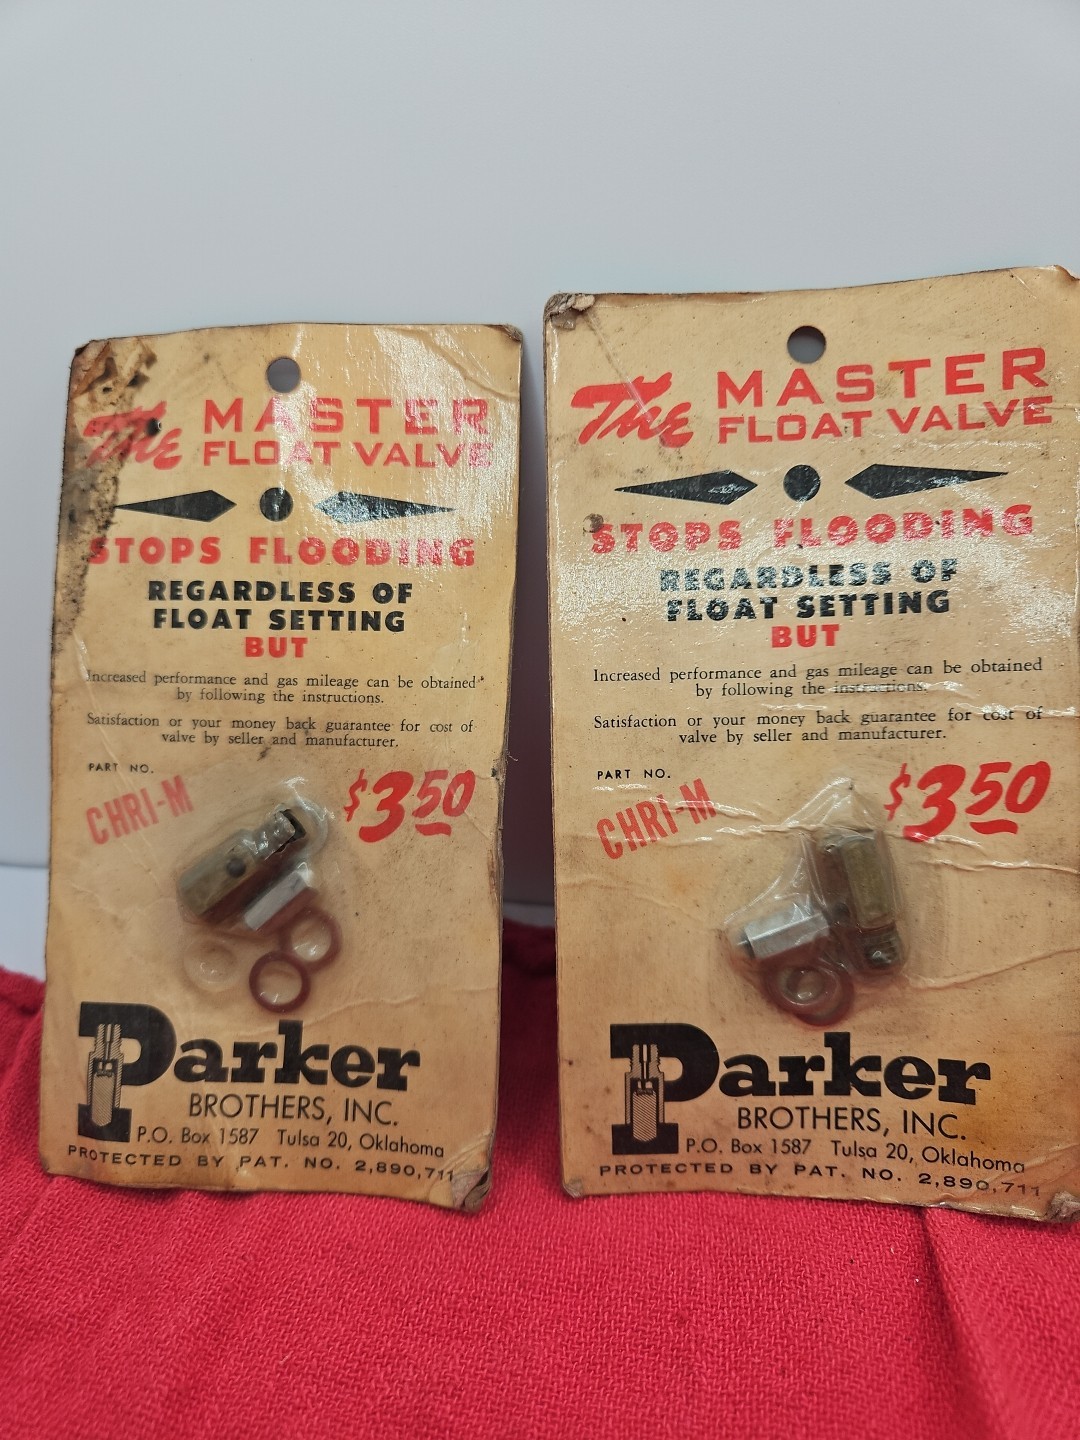 The MASTER
FLOAT VALVE
STOPS FLOODING
REGARDLESS OF
FLOAT SETTING
BUT
Increased performance and gas mileage can be obtained
by following the instructions.
Satisfaction or your money back guarantee for cost of
valve by seller and manufacturer.
PART NO.
CHRI-M
$3.50
Parker
BROTHERS, INC.
P.O. Box 1587 Tulsa 20, Oklahoma
PROTECTED BY PAT. NO. 2,890,711
The MASTER
FLOAT VALVE
STOPS FLOODING
REGARDLESS OF
FLOAT SETTING
BUT
Increased performance and gas mileage can be obtained
by following the instructions.
Satisfaction or your money back guarantee for cost of
valve by seller and manufacturer.
PART NO.
CHRI-M
$3.50
Parker
BROTHERS, INC.
P.O. Box 1587 Tulsa 20, Oklahoma
PROTECTED BY PAT. NO. 2,890,711